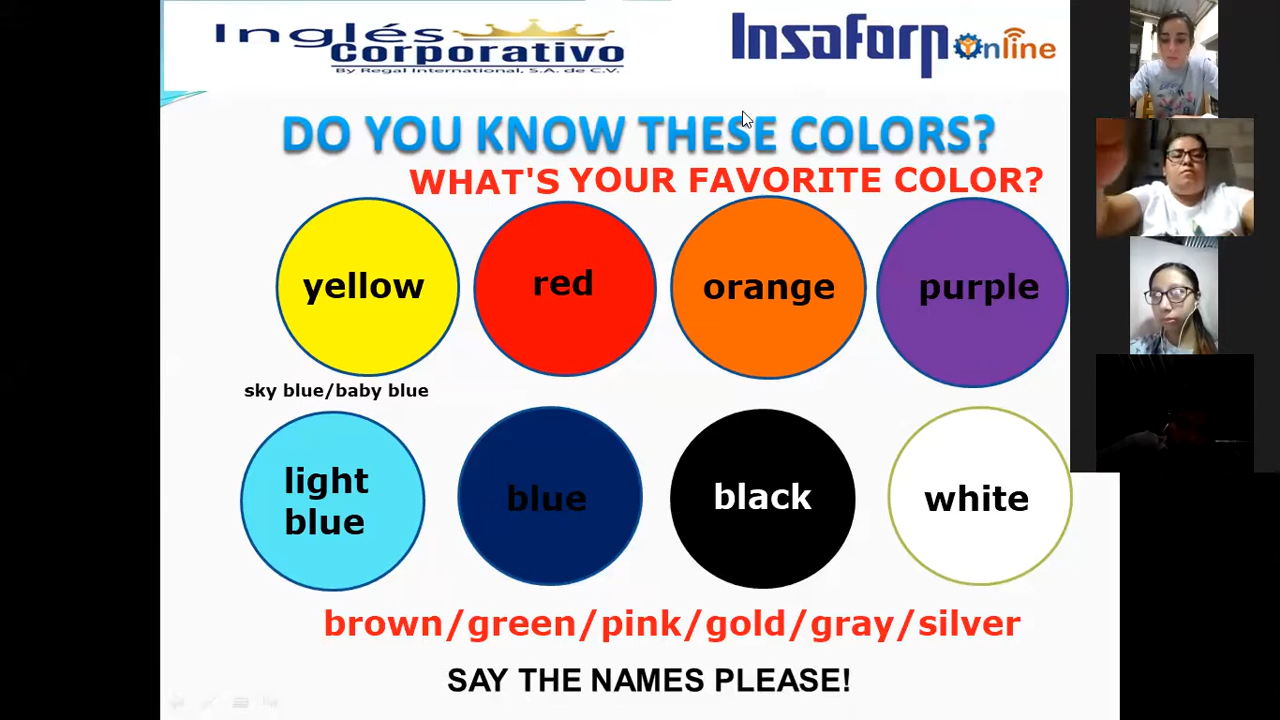 Inglés
Corporativo
By Regal International, S.A. de C.V.
Insaforp Online
DO YOU KNOW THESE COLORS?
WHAT'S YOUR FAVORITE COLOR?
yellow
red
orange
purple
sky blue/baby blue
light
blue
blue
black
white
brown/green/pink/gold/gray/silver
SAY THE NAMES PLEASE!